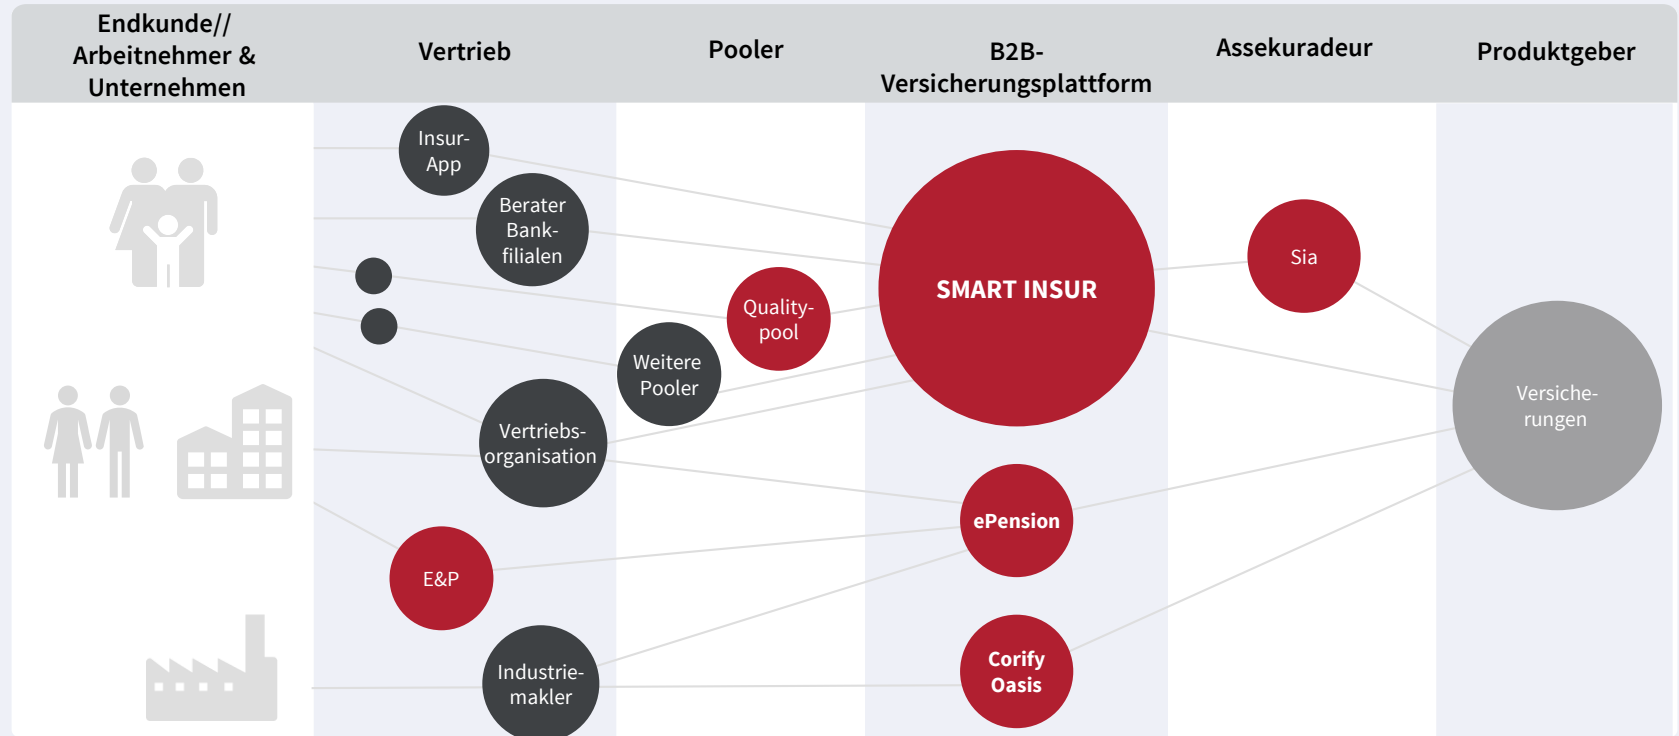 Endkunde//
Arbeitnehmer &
Unternehmen
Vertrieb
Pooler
B2B-
Versicherungsplattform
Assekuradeur
Produktgeber
Insur-
App
Berater
Bank-
filialen
Quality-
pool
Weitere
Pooler
Vertriebs-
organisation
E&P
Industrie-
makler
SMART INSUR
ePension
Corify
Oasis
Sia
Versiche-
rungen